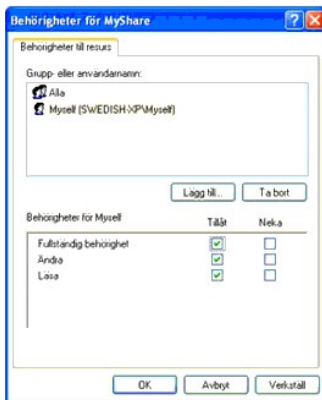 Behörigheter för MyShare
Behörigheter till resurs
Grupp- eller användarnamn:
Alla
Myself (SWEDISH-XP\Myself)
Lägg till... Ta bort
Behörigheter för Myself Tillåt Neka
Fullständig behörighet
Ändra
Läsa
OK Avbryt Verkställ